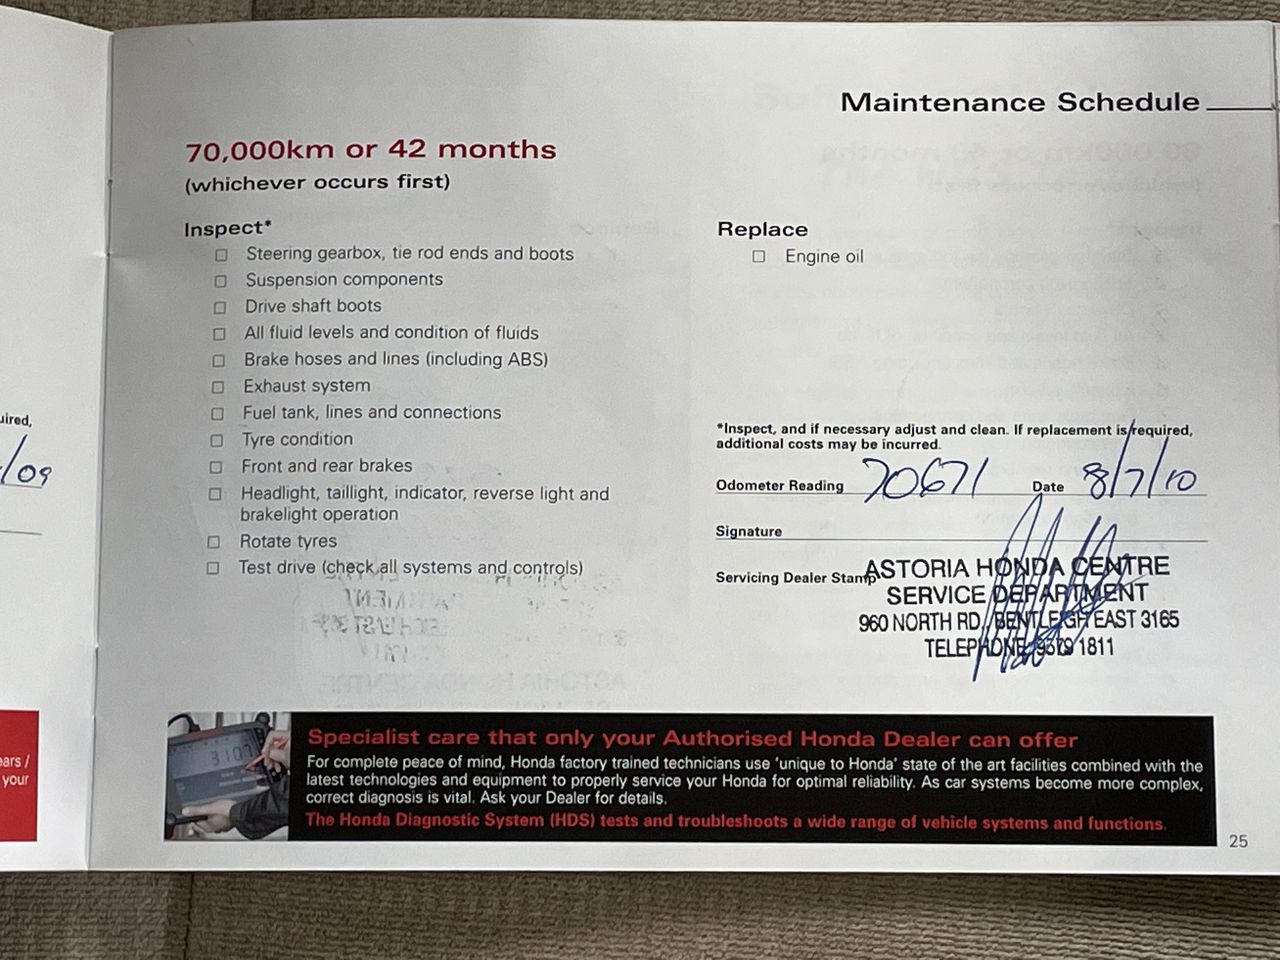 Maintenance Schedule
70,000km or 42 months
(whichever occurs first)
Inspect*
☐ Steering gearbox, tie rod ends and boots
☐ Suspension components
☐ Drive shaft boots
☐ All fluid levels and condition of fluids
☐ Brake hoses and lines (including ABS)
☐ Exhaust system
☐ Fuel tank, lines and connections
☐ Tyre condition
☐ Front and rear brakes
☐ Headlight, taillight, indicator, reverse light and
brakelight operation
☐ Rotate tyres
☐ Test drive (check all systems and controls)
Replace
☐ Engine oil
*Inspect, and if necessary adjust and clean. If replacement is required,
additional costs may be incurred.
Odometer Reading 70671 Date 8/7/10
Signature
Servicing Dealer Stamp
ASTORIA HONDA CENTRE
SERVICE DEPARTMENT
960 NORTH RD., BENTLEIGH EAST 3165
TELEPHONE 1811
uired,
/09
ears /
your
3107
Specialist care that only your Authorised Honda Dealer can offer
For complete peace of mind, Honda factory trained technicians use 'unique to Honda' state of the art facilities combined with the
latest technologies and equipment to properly service your Honda for optimal reliability. As car systems become more complex,
correct diagnosis is vital. Ask your Dealer for details.
The Honda Diagnostic System (HDS) tests and troubleshoots a wide range of vehicle systems and functions.
25